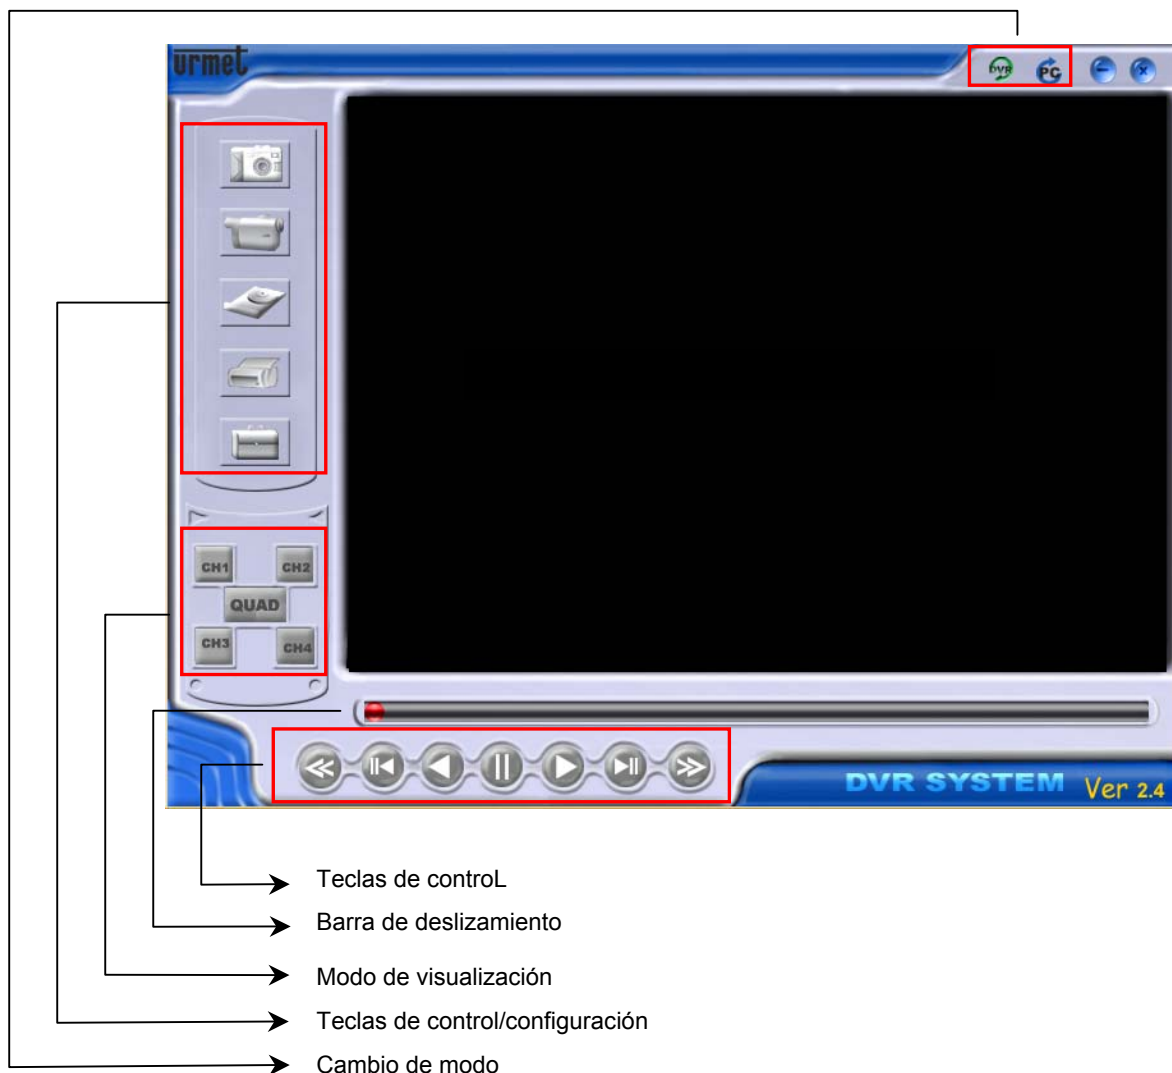 urmet
DVR PC
CH1 CH2
QUAD
CH3 CH4
DVR SYSTEM Ver 2.4
Teclas de controL
Barra de deslizamiento
Modo de visualización
Teclas de control/configuración
Cambio de modo